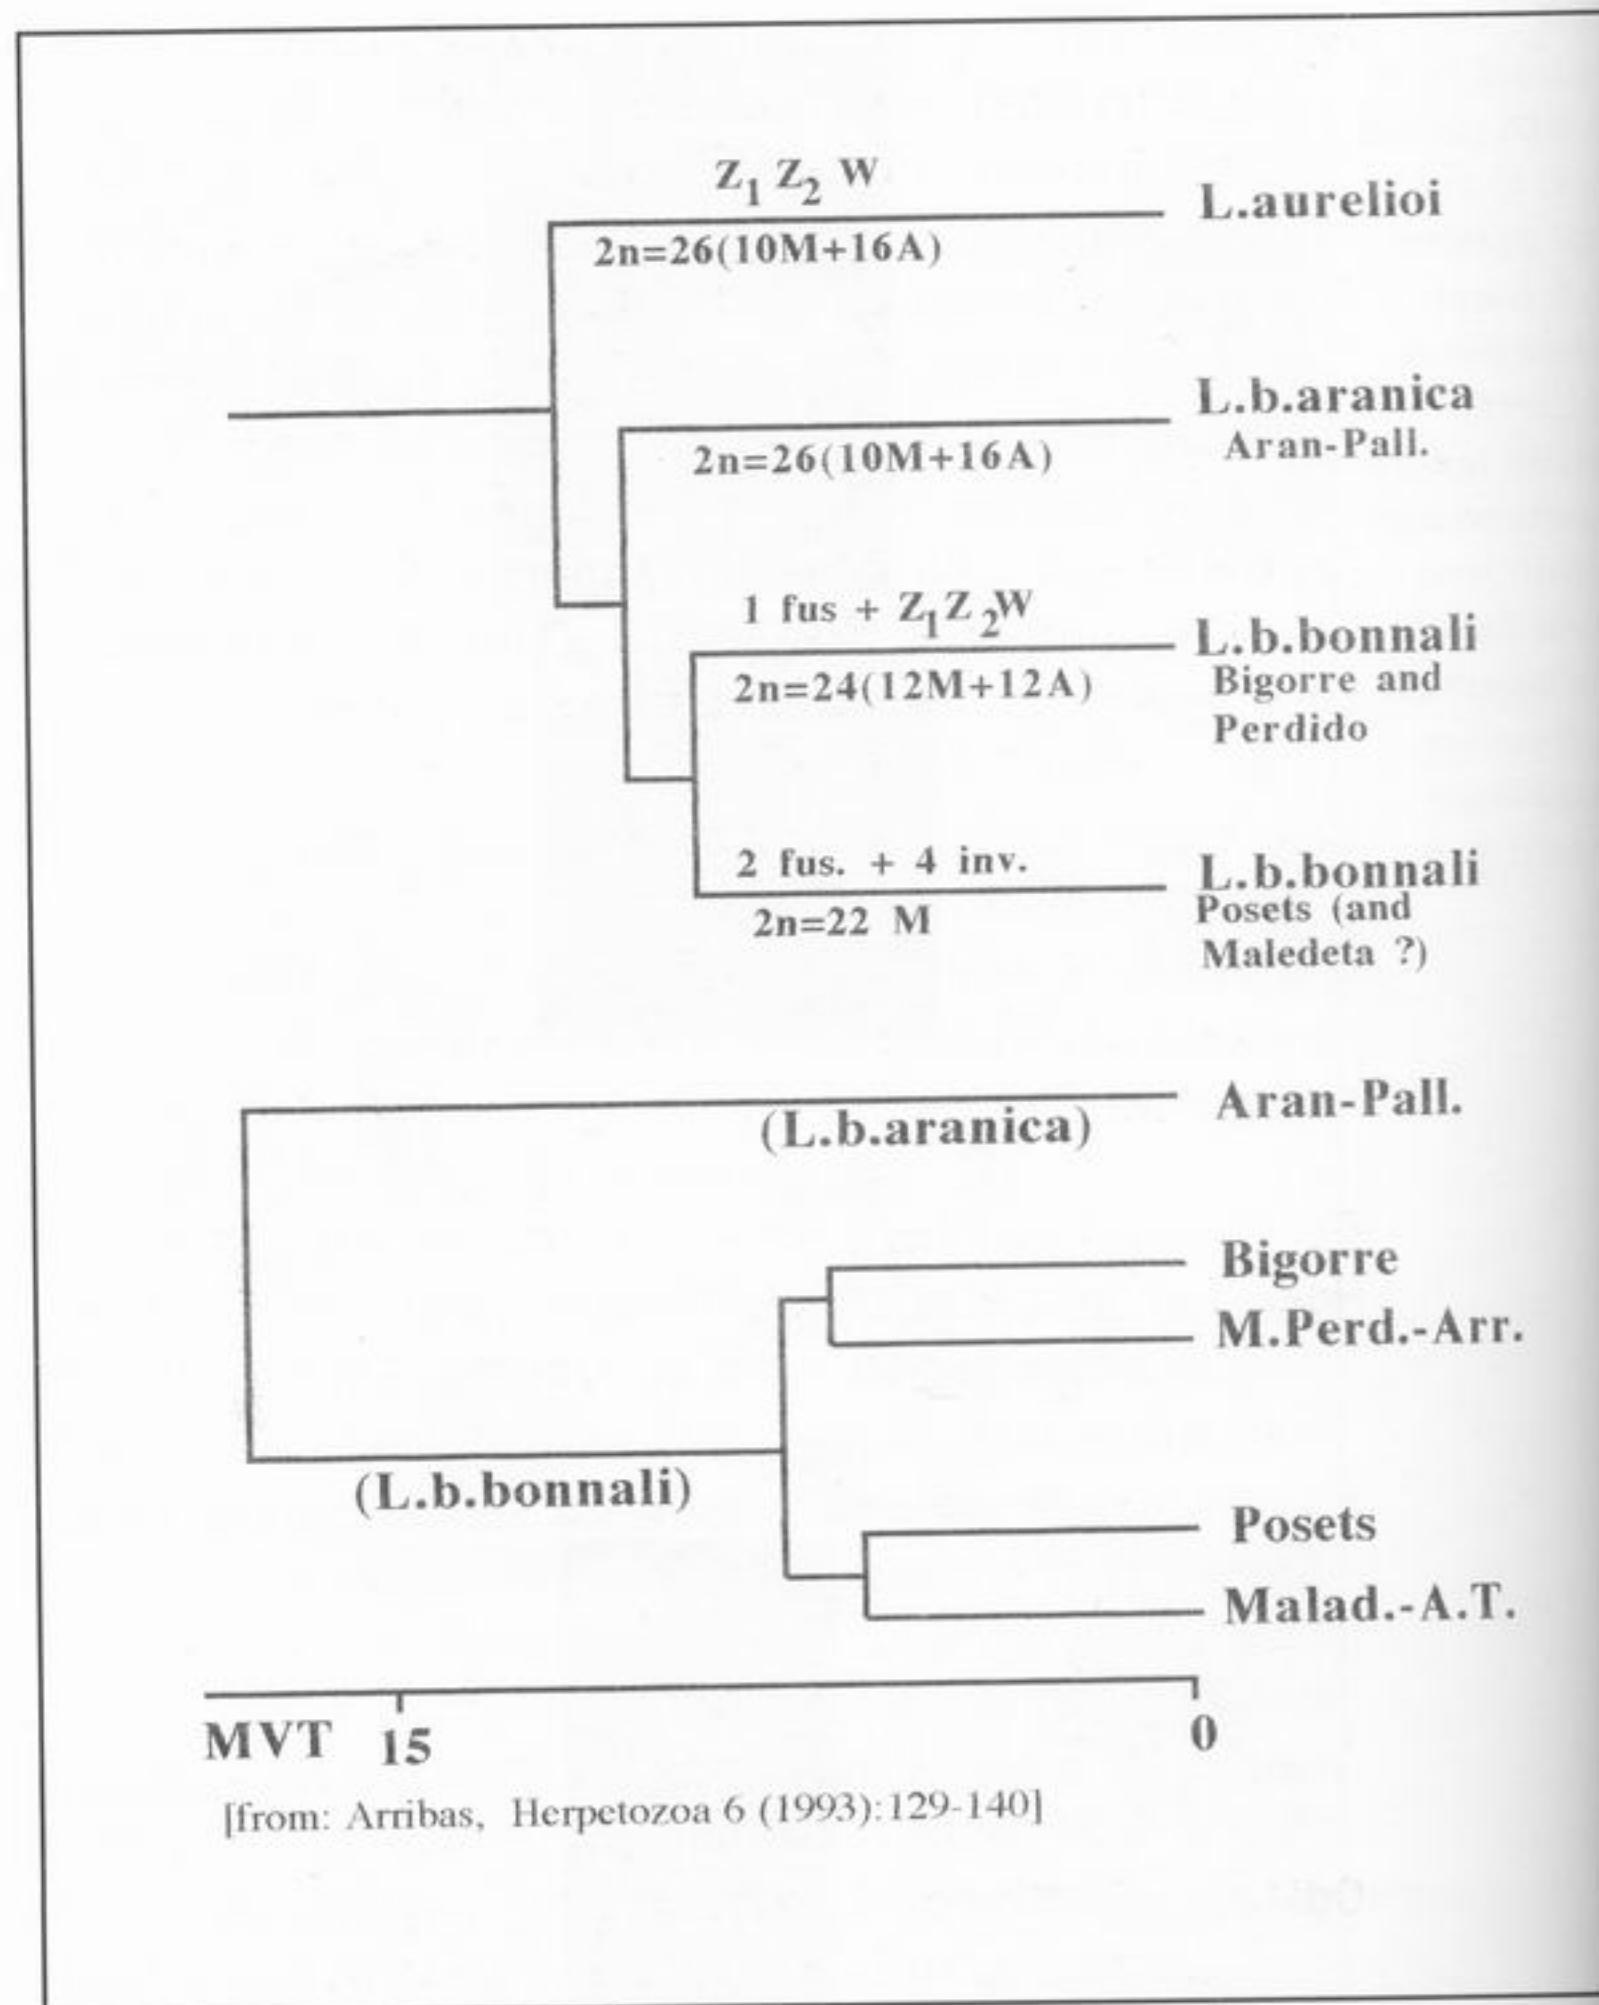 Z1 Z2 W
L.aurelioi
2n=26(10M+16A)
L.b.aranica
Aran-Pall.
2n=26(10M+16A)
1 fus + Z1Z2W
L.b.bonnali
Bigorre and
Perdido
2n=24(12M+12A)
2 fus. + 4 inv.
L.b.bonnali
Posets (and
Maledeta ?)
2n=22 M
Aran-Pall.
(L.b.aranica)
Bigorre
M.Perd.-Arr.
(L.b.bonnali)
Posets
Malad.-A.T.
MVT 15 0
[from: Arribas, Herpetozoa 6 (1993):129-140]